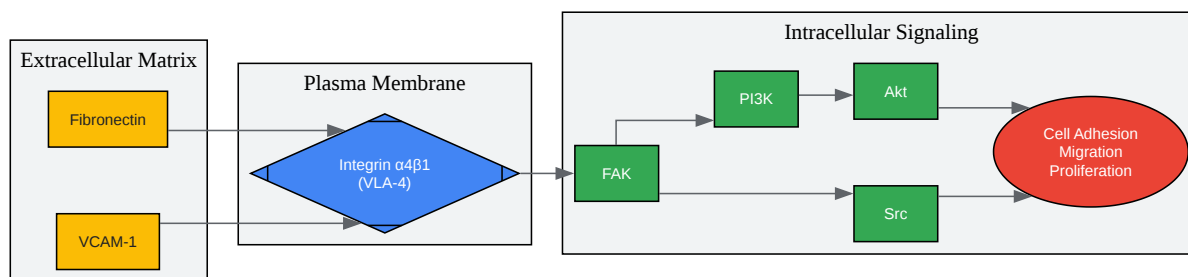 Extracellular Matrix
Fibronectin
VCAM-1
Plasma Membrane
Integrin α4β1
(VLA-4)
Intracellular Signaling
FAK
PI3K
Akt
Src
Cell Adhesion
Migration
Proliferation